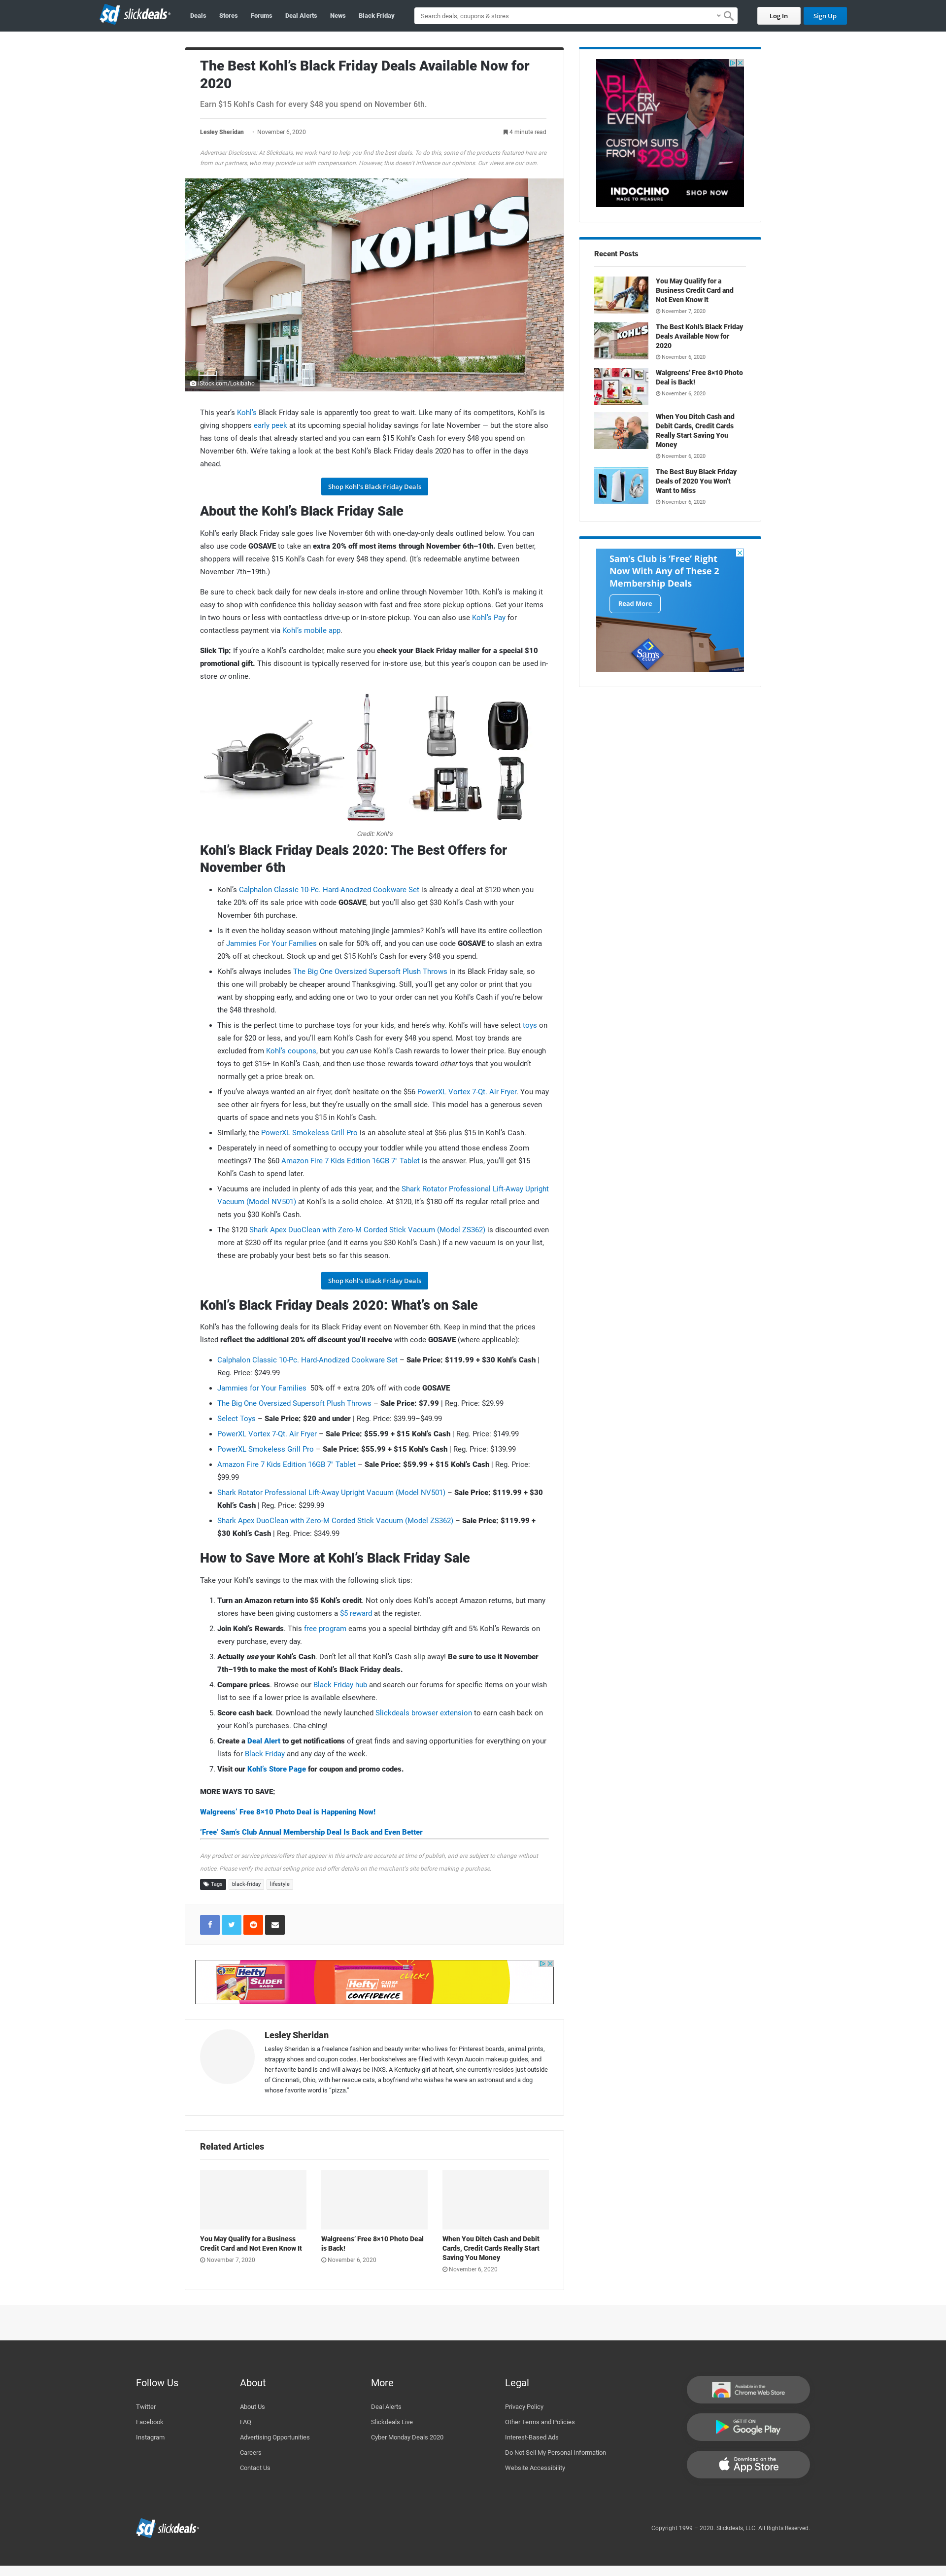 slickdeals
Deals Stores Forums Deal Alerts News Black Friday
Search deals, coupons & stores
Log In
Sign Up
The Best Kohl's Black Friday Deals Available Now for
2020
Earn $15 Kohl's Cash for every $48 you spend on November 6th.
Lesley Sheridan · November 6, 2020
4 minute read
Advertiser Disclosure: At Slickdeals, we work hard to help you find the best deals. To do this, some of the products featured here are
from our partners, who may provide us with compensation. However, this doesn't influence our opinions. Our views are our own.
KOHL'S
iStock.com/Lokibaho
This year's Kohl's Black Friday sale is apparently too great to wait. Like many of its competitors, Kohl's is
giving shoppers early peek at its upcoming special holiday savings for late November — but the store also
has tons of deals that already started and you can earn $15 Kohl's Cash for every $48 you spend on
November 6th. We're taking a look at the best Kohl's Black Friday deals 2020 has to offer in the days
ahead.
Shop Kohl's Black Friday Deals
About the Kohl's Black Friday Sale
Kohl's early Black Friday sale goes live November 6th with one-day-only deals outlined below. You can
also use code GOSAVE to take an extra 20% off most items through November 6th–10th. Even better,
shoppers will receive $15 Kohl's Cash for every $48 they spend. (It's redeemable anytime between
November 7th–19th.)
Be sure to check back daily for new deals in-store and online through November 10th. Kohl's is making it
easy to shop with confidence this holiday season with fast and free store pickup options. Get your items
in two hours or less with contactless drive-up or in-store pickup. You can also use Kohl's Pay for
contactless payment via Kohl's mobile app.
Slick Tip: If you're a Kohl's cardholder, make sure you check your Black Friday mailer for a special $10
promotional gift. This discount is typically reserved for in-store use, but this year's coupon can be used in-
store or online.
Credit: Kohl's
Kohl's Black Friday Deals 2020: The Best Offers for
November 6th
• Kohl's Calphalon Classic 10-Pc. Hard-Anodized Cookware Set is already a deal at $120 when you
take 20% off its sale price with code GOSAVE, but you'll also get $30 Kohl's Cash with your
November 6th purchase.
• Is it even the holiday season without matching jingle jammies? Kohl's will have its entire collection
of Jammies For Your Families on sale for 50% off, and you can use code GOSAVE to slash an extra
20% off at checkout. Stock up and get $15 Kohl's Cash for every $48 you spend.
• Kohl's always includes The Big One Oversized Supersoft Plush Throws in its Black Friday sale, so
this one will probably be cheaper around Thanksgiving. Still, you'll get any color or print that you
want by shopping early, and adding one or two to your order can net you Kohl's Cash if you're below
the $48 threshold.
• This is the perfect time to purchase toys for your kids, and here's why. Kohl's will have select toys on
sale for $20 or less, and you'll earn Kohl's Cash for every $48 you spend. Most toy brands are
excluded from Kohl's coupons, but you can use Kohl's Cash rewards to lower their price. Buy enough
toys to get $15+ in Kohl's Cash, and then use those rewards toward other toys that you wouldn't
normally get a price break on.
• If you've always wanted an air fryer, don't hesitate on the $56 PowerXL Vortex 7-Qt. Air Fryer. You may
see other air fryers for less, but they're usually on the small side. This model has a generous seven
quarts of space and nets you $15 in Kohl's Cash.
• Similarly, the PowerXL Smokeless Grill Pro is an absolute steal at $56 plus $15 in Kohl's Cash.
• Desperately in need of something to occupy your toddler while you attend those endless Zoom
meetings? The $60 Amazon Fire 7 Kids Edition 16GB 7" Tablet is the answer. Plus, you'll get $15
Kohl's Cash to spend later.
• Vacuums are included in plenty of ads this year, and the Shark Rotator Professional Lift-Away Upright
Vacuum (Model NV501) at Kohl's is a solid choice. At $120, it's $180 off its regular retail price and
nets you $30 Kohl's Cash.
• The $120 Shark Apex DuoClean with Zero-M Corded Stick Vacuum (Model ZS362) is discounted even
more at $230 off its regular price (and it earns you $30 Kohl's Cash.) If a new vacuum is on your list,
these are probably your best bets so far this season.
Shop Kohl's Black Friday Deals
Kohl's Black Friday Deals 2020: What's on Sale
Kohl's has the following deals for its Black Friday event on November 6th. Keep in mind that the prices
listed reflect the additional 20% off discount you'll receive with code GOSAVE (where applicable):
• Calphalon Classic 10-Pc. Hard-Anodized Cookware Set – Sale Price: $119.99 + $30 Kohl's Cash |
Reg. Price: $249.99
• Jammies for Your Families 50% off + extra 20% off with code GOSAVE
• The Big One Oversized Supersoft Plush Throws – Sale Price: $7.99 | Reg. Price: $29.99
• Select Toys – Sale Price: $20 and under | Reg. Price: $39.99–$49.99
• PowerXL Vortex 7-Qt. Air Fryer – Sale Price: $55.99 + $15 Kohl's Cash | Reg. Price: $149.99
• PowerXL Smokeless Grill Pro – Sale Price: $55.99 + $15 Kohl's Cash | Reg. Price: $139.99
• Amazon Fire 7 Kids Edition 16GB 7" Tablet – Sale Price: $59.99 + $15 Kohl's Cash | Reg. Price:
$99.99
• Shark Rotator Professional Lift-Away Upright Vacuum (Model NV501) – Sale Price: $119.99 + $30
Kohl's Cash | Reg. Price: $299.99
• Shark Apex DuoClean with Zero-M Corded Stick Vacuum (Model ZS362) – Sale Price: $119.99 +
$30 Kohl's Cash | Reg. Price: $349.99
How to Save More at Kohl's Black Friday Sale
Take your Kohl's savings to the max with the following slick tips:
1. Turn an Amazon return into $5 Kohl's credit. Not only does Kohl's accept Amazon returns, but many
stores have been giving customers a $5 reward at the register.
2. Join Kohl's Rewards. This free program earns you a special birthday gift and 5% Kohl's Rewards on
every purchase, every day.
3. Actually use your Kohl's Cash. Don't let all that Kohl's Cash slip away! Be sure to use it November
7th–19th to make the most of Kohl's Black Friday deals.
4. Compare prices. Browse our Black Friday hub and search our forums for specific items on your wish
list to see if a lower price is available elsewhere.
5. Score cash back. Download the newly launched Slickdeals browser extension to earn cash back on
your Kohl's purchases. Cha-ching!
6. Create a Deal Alert to get notifications of great finds and saving opportunities for everything on your
lists for Black Friday and any day of the week.
7. Visit our Kohl's Store Page for coupon and promo codes.
MORE WAYS TO SAVE:
Walgreens' Free 8×10 Photo Deal is Happening Now!
'Free' Sam's Club Annual Membership Deal Is Back and Even Better
Any product or service prices/offers that appear in this article are accurate at time of publish, and are subject to change without
notice. Please verify the actual selling price and offer details on the merchant's site before making a purchase.
Tags black-friday lifestyle
Hefty SLIDER BAGS
CLICK!
CLOSE WITH CONFIDENCE
Lesley Sheridan
Lesley Sheridan is a freelance fashion and beauty writer who lives for Pinterest boards, animal prints,
strappy shoes and coupon codes. Her bookshelves are filled with Kevyn Aucoin makeup guides, and
her favorite band is and will always be INXS. A Kentucky girl at heart, she currently resides just outside
of Cincinnati, Ohio, with her rescue cats, a boyfriend who wishes he were an astronaut and a dog
whose favorite word is "pizza."
Related Articles
You May Qualify for a Business
Credit Card and Not Even Know It
November 7, 2020
Walgreens' Free 8×10 Photo Deal
is Back!
November 6, 2020
When You Ditch Cash and Debit
Cards, Credit Cards Really Start
Saving You Money
November 6, 2020
BLACK
FRIDAY
EVENT
CUSTOM SUITS
FROM $289
INDOCHINO
MADE TO MEASURE
SHOP NOW
Recent Posts
You May Qualify for a
Business Credit Card and
Not Even Know It
November 7, 2020
The Best Kohl's Black Friday
Deals Available Now for
2020
November 6, 2020
Walgreens' Free 8×10 Photo
Deal is Back!
November 6, 2020
When You Ditch Cash and
Debit Cards, Credit Cards
Really Start Saving You
Money
November 6, 2020
The Best Buy Black Friday
Deals of 2020 You Won't
Want to Miss
November 6, 2020
Sam's Club is 'Free' Right
Now With Any of These 2
Membership Deals
Read More
Sam's
Follow Us
Twitter
Facebook
Instagram
About
About Us
FAQ
Advertising Opportunities
Careers
Contact Us
More
Deal Alerts
Slickdeals Live
Cyber Monday Deals 2020
Legal
Privacy Policy
Other Terms and Policies
Interest-Based Ads
Do Not Sell My Personal Information
Website Accessibility
Available in the
Chrome Web Store
GET IT ON
Google Play
Download on the
App Store
slickdeals
Copyright 1999 – 2020. Slickdeals, LLC. All Rights Reserved.